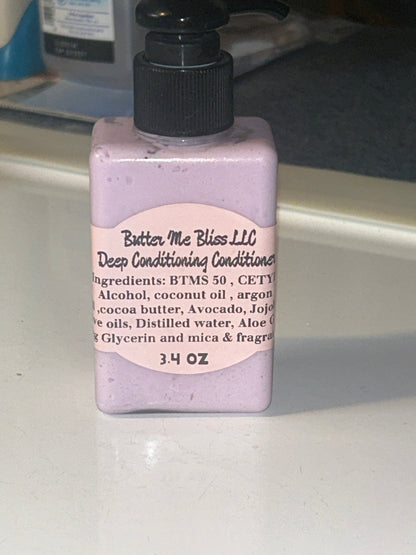 Butter Me Bliss LLC
Deep Conditioning Conditioner
Ingredients: BTMS 50 , CETY
Alcohol, coconut oil , argon
,cocoa butter, Avocado, Jojo
ve oils, Distilled water, Aloe
g Glycerin and mica & fragra
3.4 OZ